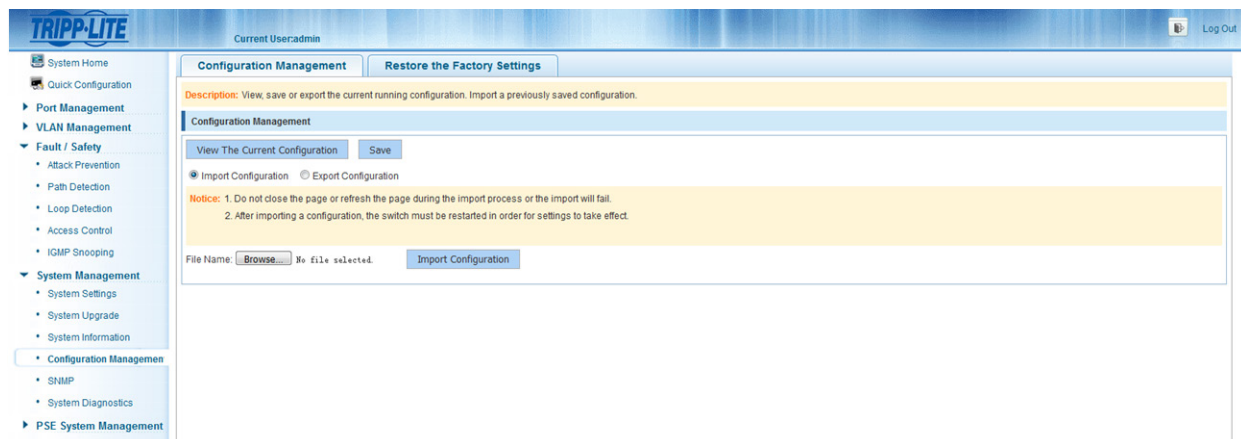 TRIPP·LITE
Current User:admin
Log Out
System Home
Quick Configuration
Port Management
VLAN Management
Fault / Safety
Attack Prevention
Path Detection
Loop Detection
Access Control
IGMP Snooping
System Management
System Settings
System Upgrade
System Information
Configuration Managemen
SNMP
System Diagnostics
PSE System Management
Configuration Management
Restore the Factory Settings
Description: View, save or export the current running configuration. Import a previously saved configuration.
Configuration Management
View The Current Configuration
Save
Import Configuration
Export Configuration
Notice: 1. Do not close the page or refresh the page during the import process or the import will fail.
2. After importing a configuration, the switch must be restarted in order for settings to take effect.
File Name: Browse... No file selected.
Import Configuration